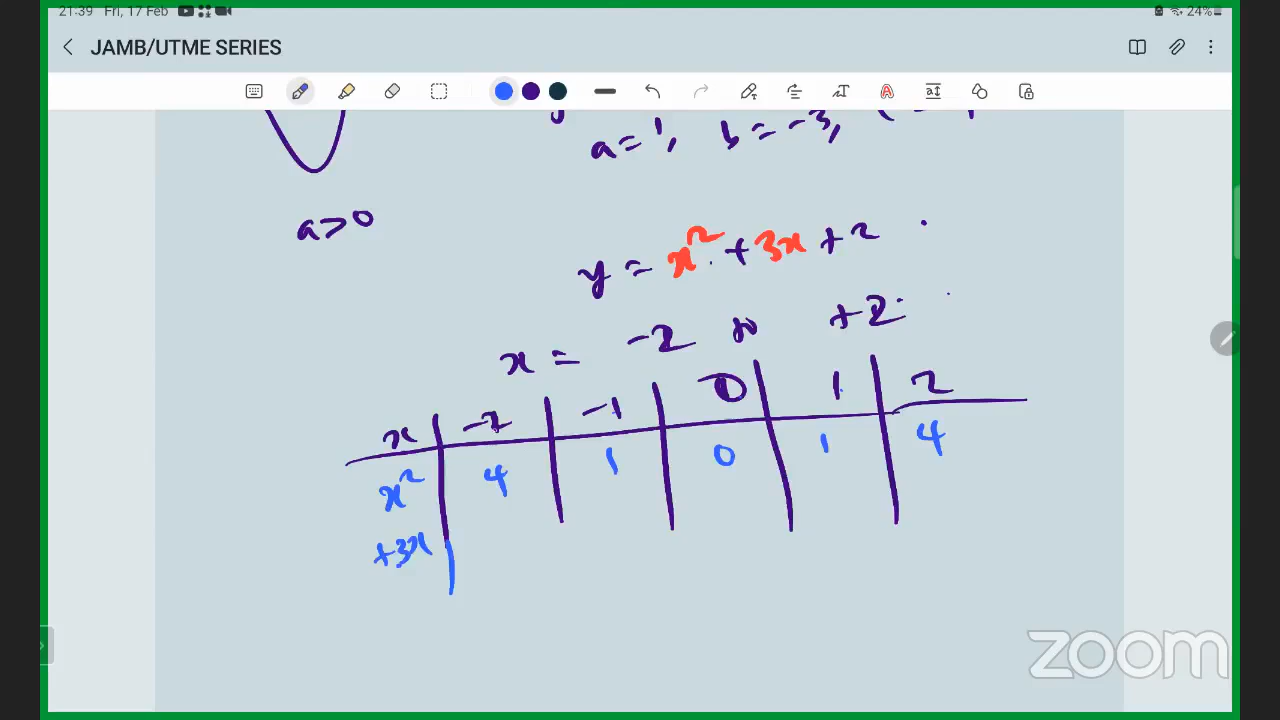 21:39 Fri, 17 Feb
24%
JAMB/UTME SERIES
a = 1, b = -3,
a > 0
y = x² + 3x + 2
x = -2 to +2
x -2 -1 0 1 2
x² 4 1 0 1 4
+3x
zoom